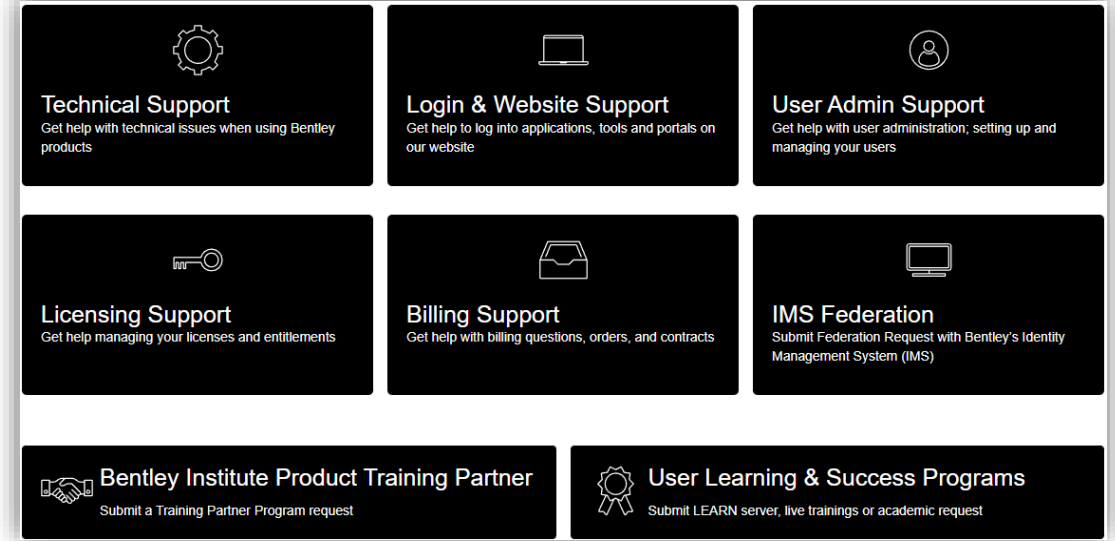 Technical Support
Get help with technical issues when using Bentley
products
Login & Website Support
Get help to log into applications, tools and portals on
our website
User Admin Support
Get help with user administration; setting up and
managing your users
Licensing Support
Get help managing your licenses and entitlements
Billing Support
Get help with billing questions, orders, and contracts
IMS Federation
Submit Federation Request with Bentley's Identity
Management System (IMS)
Bentley Institute Product Training Partner
Submit a Training Partner Program request
User Learning & Success Programs
Submit LEARN server, live trainings or academic request